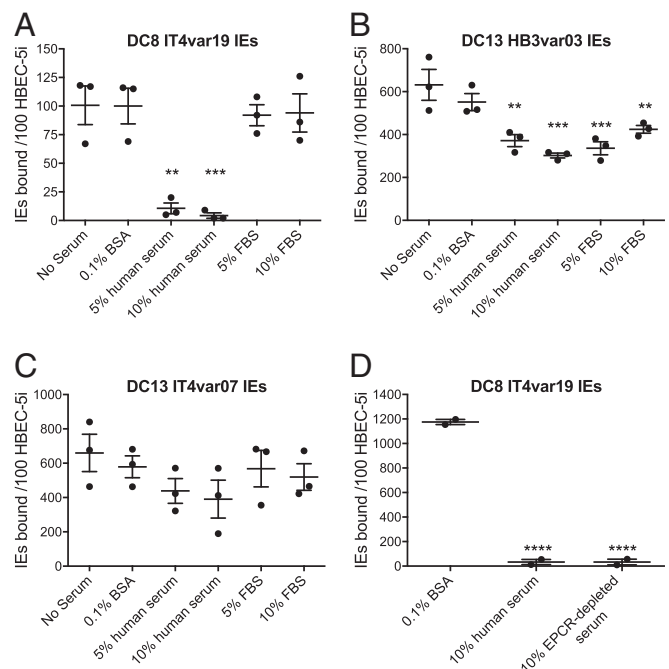 A
DC8 IT4var19 IEs
IEs bound /100 HBEC-5i
150
125
100
75
50
25
0
**
***
No Serum
0.1% BSA
5% human serum
10% human serum
5% FBS
10% FBS
B
DC13 HB3var03 IEs
IEs bound /100 HBEC-5i
800
600
400
200
0
**
***
***
**
No Serum
0.1% BSA
5% human serum
10% human serum
5% FBS
10% FBS
C
DC13 IT4var07 IEs
IEs bound /100 HBEC-5i
1000
800
600
400
200
0
No Serum
0.1% BSA
5% human serum
10% human serum
5% FBS
10% FBS
D
DC8 IT4var19 IEs
IEs bound /100 HBEC-5i
1400
1200
1000
800
600
400
200
0
****
****
0.1% BSA
10% human serum
10% EPCR-depleted
serum